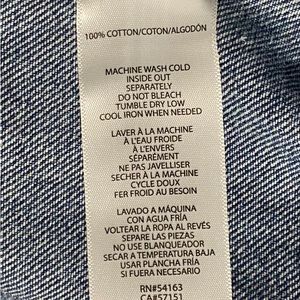 100% COTTON/COTON/ALGODÓN
MACHINE WASH COLD
INSIDE OUT
SEPARATELY
DO NOT BLEACH
TUMBLE DRY LOW
COOL IRON WHEN NEEDED
LAVER À LA MACHINE
À L'EAU FROIDE
À L'ENVERS
SÉPARÉMENT
NE PAS JAVELLISER
SECHER À LA MACHINE
CYCLE DOUX
FER FROID AU BESOIN
LAVADO A MÁQUINA
CON AGUA FRÍA
VOLTEAR LA ROPA AL REVÉS
SEPARE LAS PIEZAS
NO USE BLANQUEADOR
SECAR A TEMPERATURA BAJA
USAR PLANCHA FRÍA
SI FUERA NECESARIO
RN#54163
CA#57151